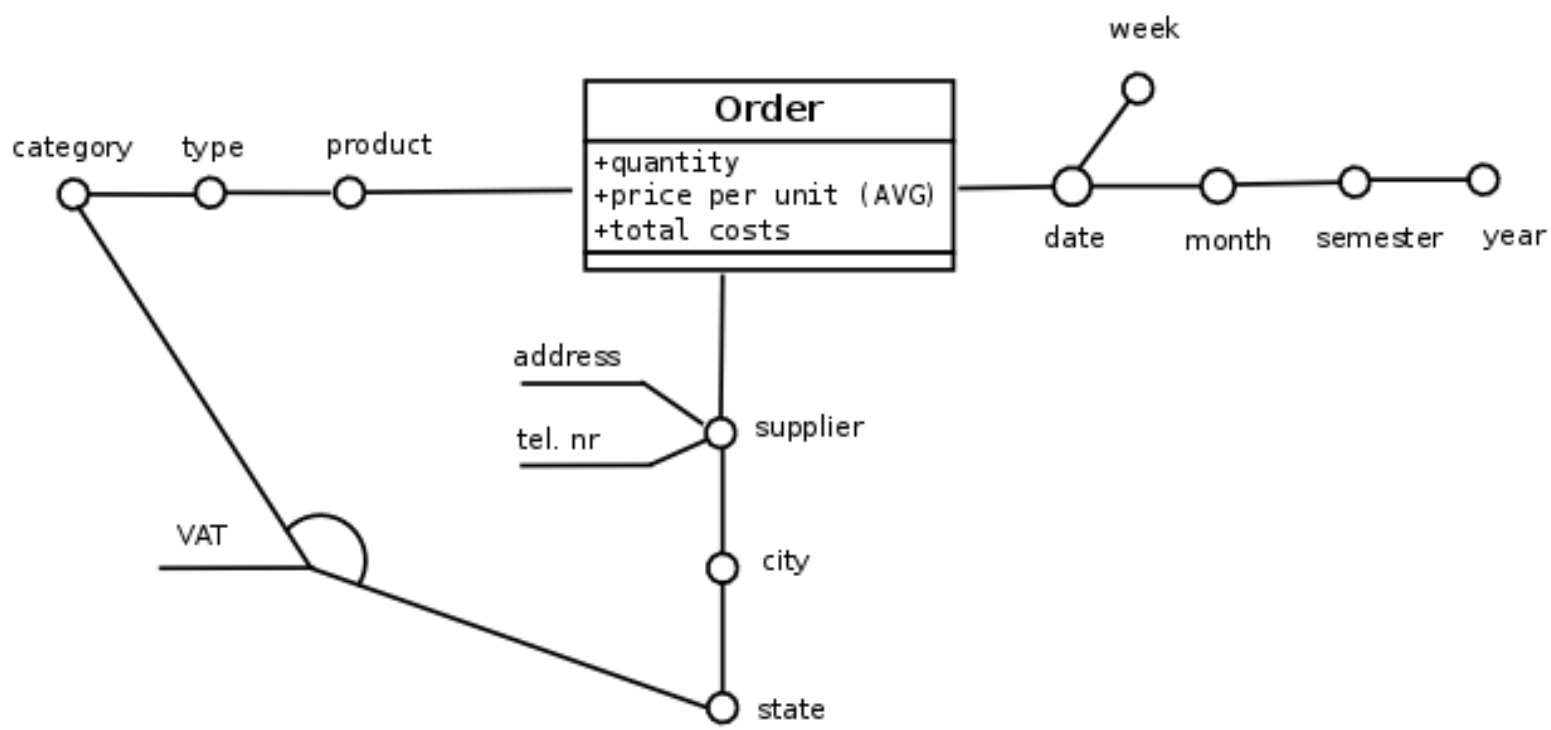 week
Order
category
type
product
+quantity
+price per unit (AVG)
+total costs
date
month
semester
year
address
supplier
tel. nr
VAT
city
state